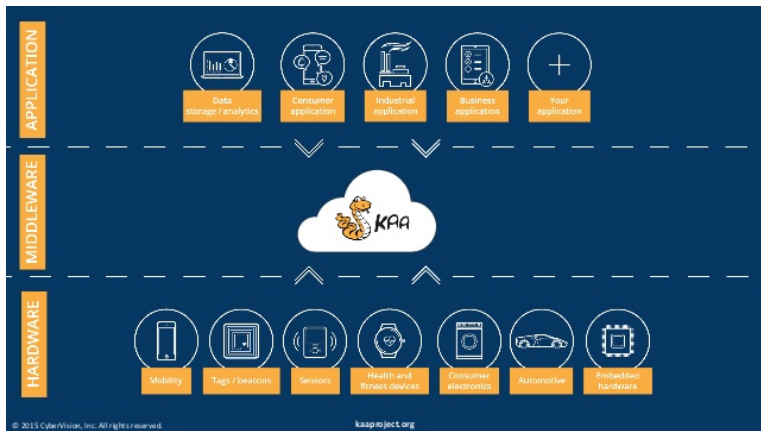 APPLICATION
Data
storage / analytics
Consumer
application
Industrial
application
Business
application
Your
application
MIDDLEWARE
KAA
HARDWARE
Mobility
Tags / beacons
Sensors
Health and
fitness devices
Consumer
electronics
Automotive
Embedded
hardware
© 2015 CyberVision, Inc. All rights reserved.
kaaproject.org